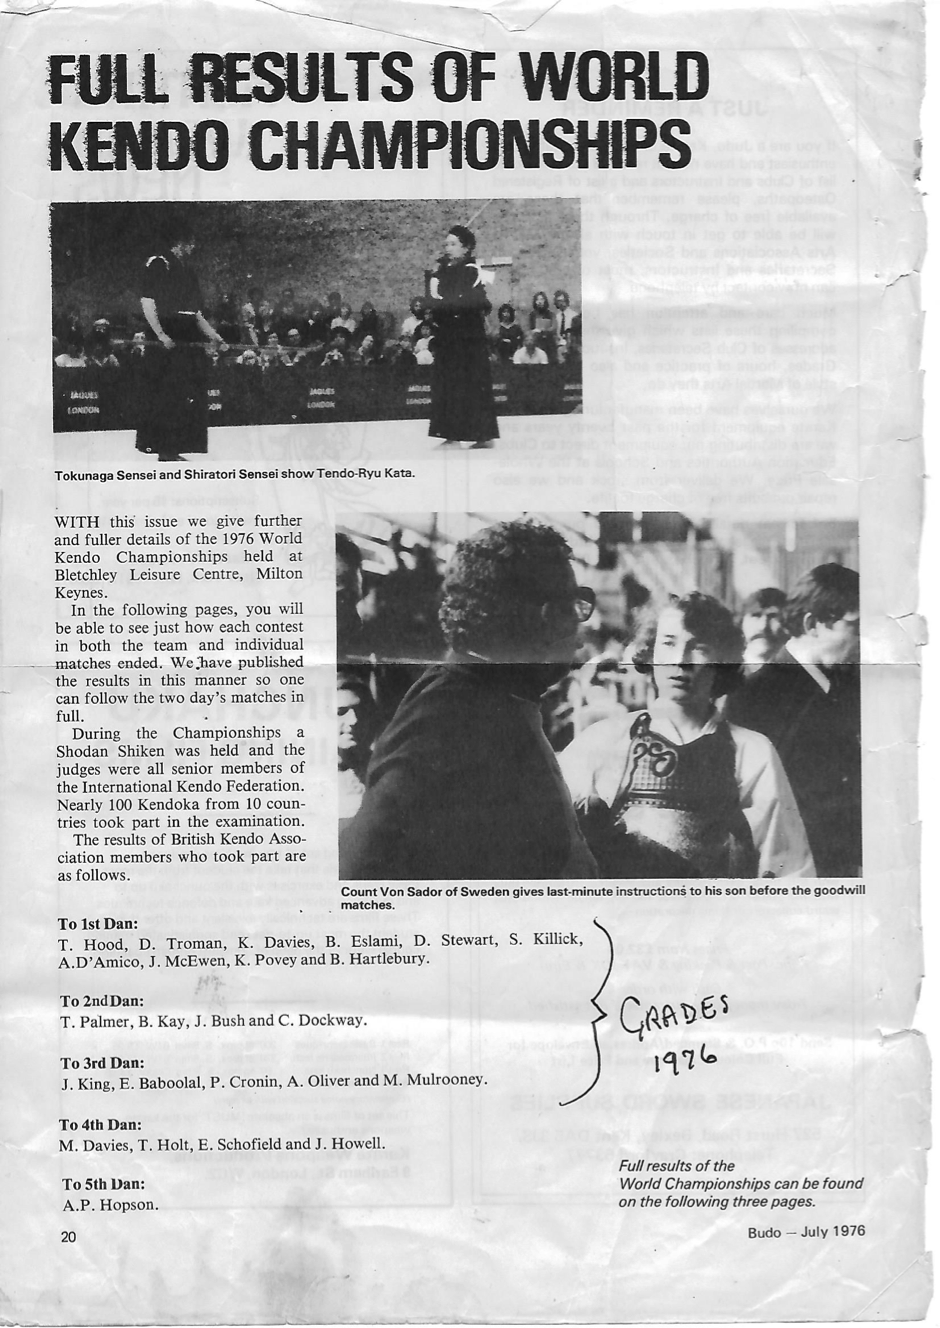 FULL RESULTS OF WORLD
KENDO CHAMPIONSHIPS
JAQUES
LONDON
JAQUES
LONDON
Tokunaga Sensei and Shiratori Sensei show Tendo-Ryu Kata.
WITH this issue we give further
and fuller details of the 1976 World
Kendo Championships held at
Bletchley Leisure Centre, Milton
Keynes.
In the following pages, you will
be able to see just how each contest
in both the team and individual
matches ended. We have published
the results in this manner so one
can follow the two day's matches in
full.
During the Championships a
Shodan Shiken was held and the
judges were all senior members of
the International Kendo Federation.
Nearly 100 Kendoka from 10 coun-
tries took part in the examination.
The results of British Kendo Asso-
ciation members who took part are
as follows.
Count Von Sador of Sweden gives last-minute instructions to his son before the goodwill
matches.
To 1st Dan:
T. Hood, D. Troman, K. Davies, B. Eslami, D. Stewart, S. Killick,
A.D'Amico, J. McEwen, K. Povey and B. Hartlebury.
To 2nd Dan:
T. Palmer, B. Kay, J. Bush and C. Dockway.
To 3rd Dan:
J. King, E. Baboolal, P. Cronin, A. Oliver and M. Mulrooney.
To 4th Dan:
M. Davies, T. Holt, E. Schofield and J. Howell.
To 5th Dan:
A.P. Hopson.
GRADES
1976
Full results of the
World Championships can be found
on the following three pages.
20
Budo — July 1976